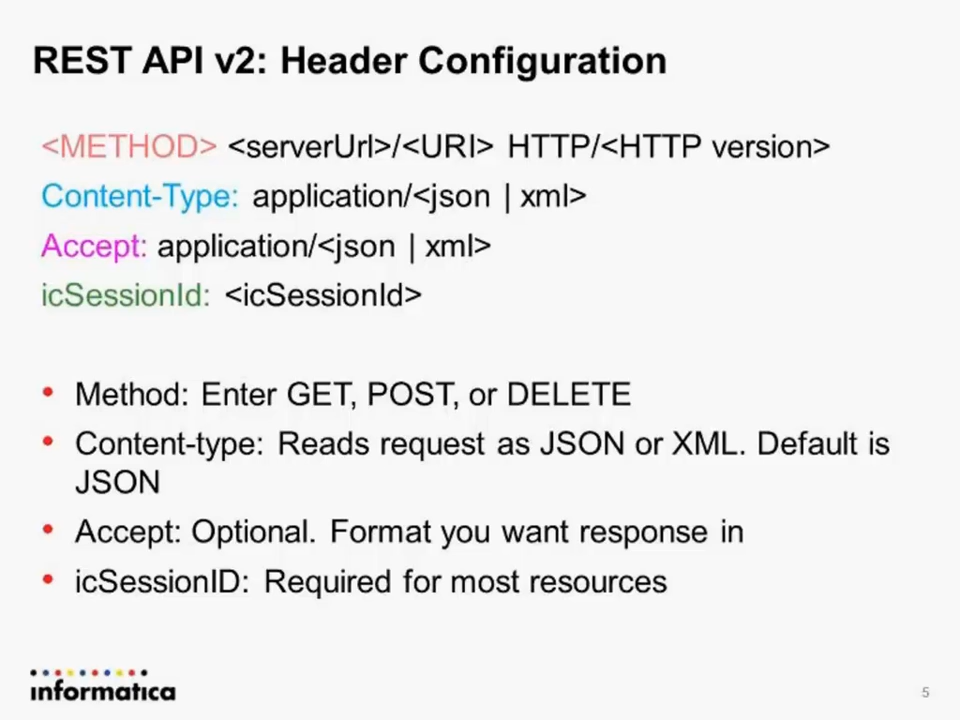 REST API v2: Header Configuration
<METHOD> <serverUrl>/<URI> HTTP/<HTTP version>
Content-Type: application/<json | xml>
Accept: application/<json | xml>
icSessionId: <icSessionId>
• Method: Enter GET, POST, or DELETE
• Content-type: Reads request as JSON or XML. Default is
JSON
• Accept: Optional. Format you want response in
• icSessionID: Required for most resources
informatica
5